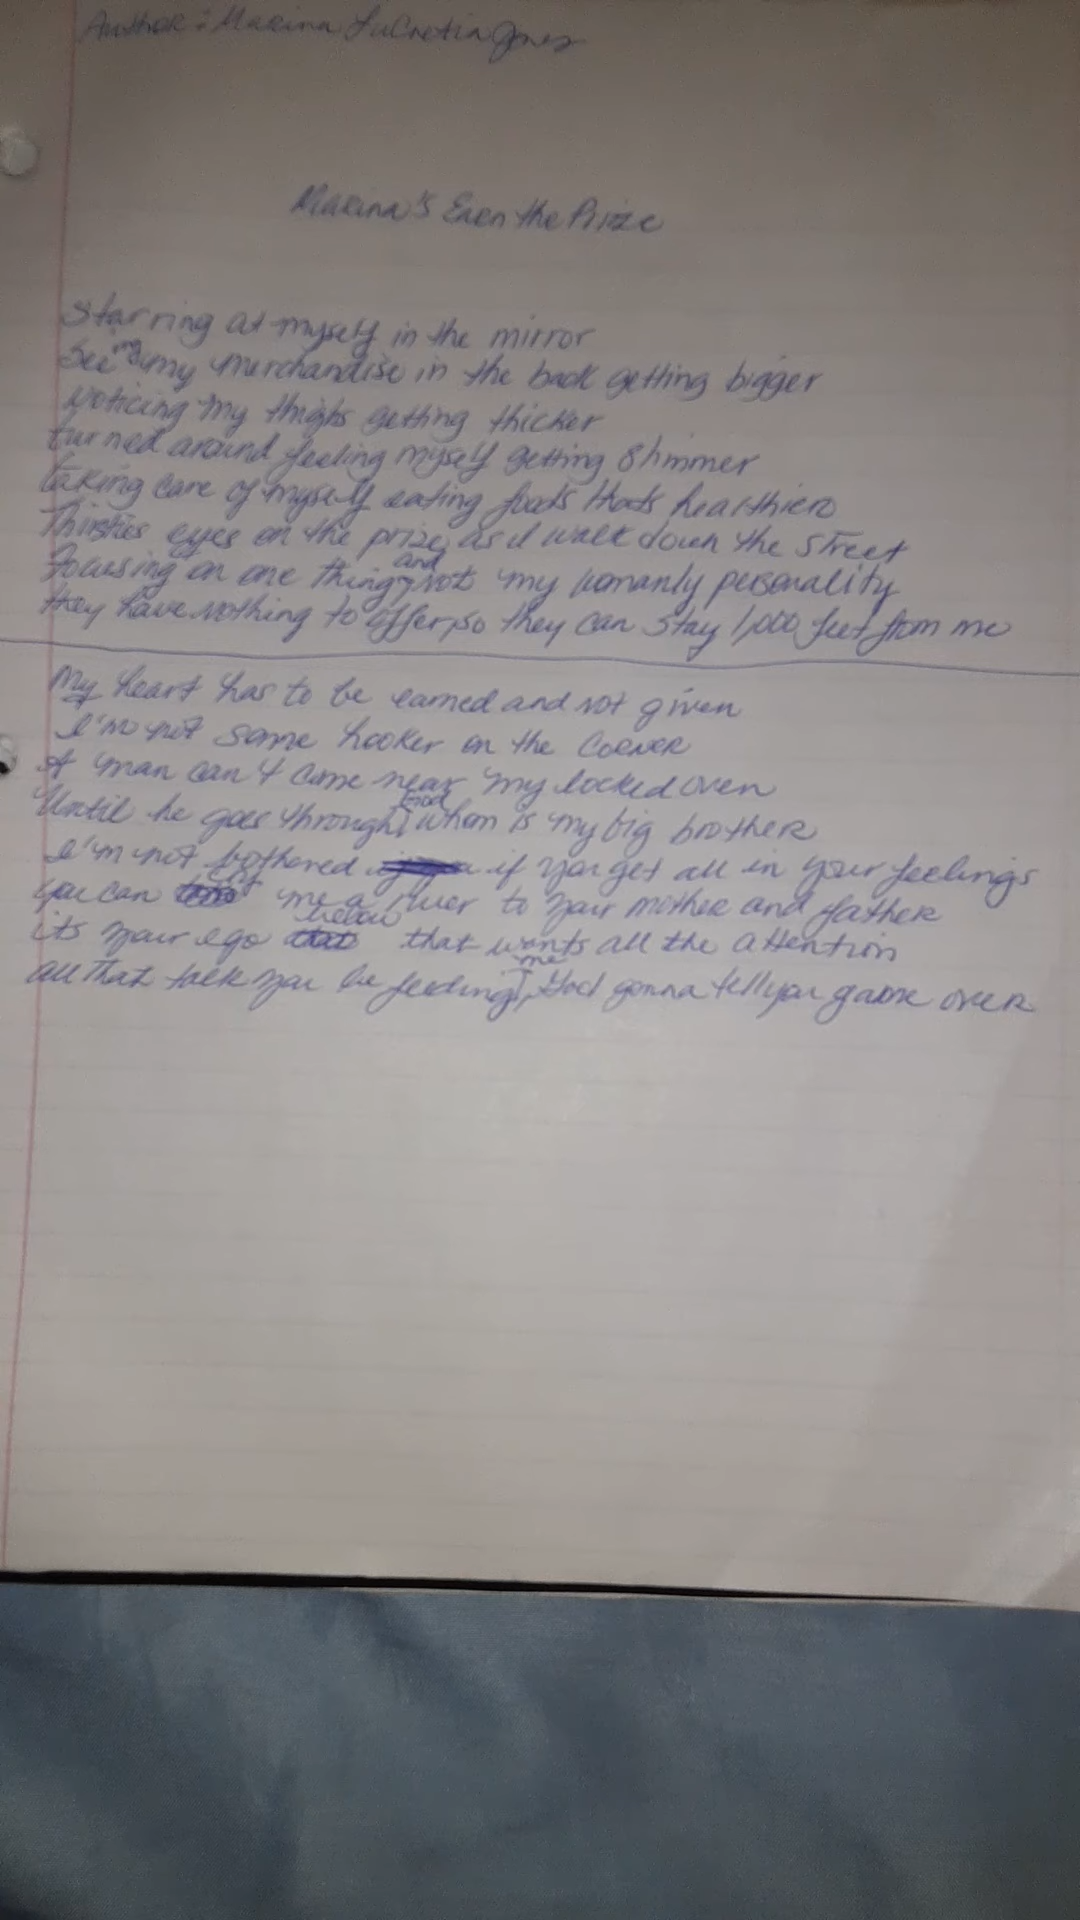 Author: Marina LuCretia Jones
Marina's Even the Prize
Starring at myself in the mirror
Seeing my merchandise in the back getting bigger
Noticing my thighs getting thicker
turned around feeling myself getting Shimmer
taking care of myself eating foods thats hearthier
Thirsties eyes on the prize, as I walk down the Street
Focusing on one thing, and not my womanly personality
they have nothing to offer, so they can stay 1,000 feet from me
My heart has to be earned and not given
I'm not some hooker on the Corner
A man can't come near my locked oven
Until he goes through God whom is my big brother
I'm not bothered if you get all in your feelings
you can me a river to your mother and father
its your ego that wants all the attention
all that talk you be feeding me, God gonna tell you game over